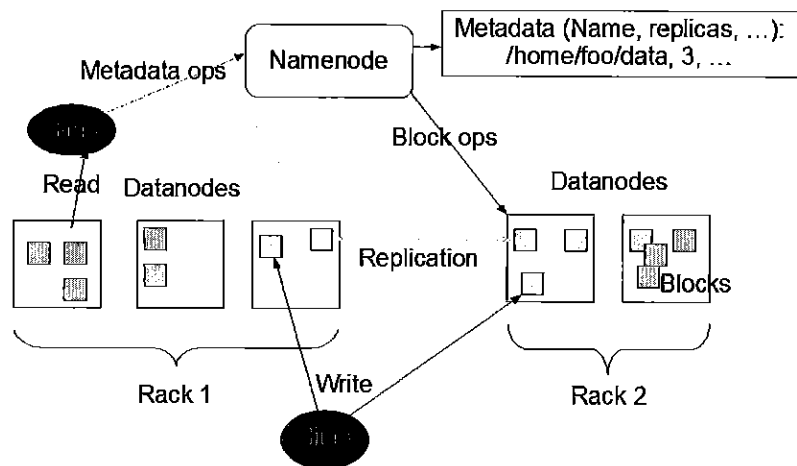 Metadata (Name, replicas, …):
/home/foo/data, 3, …
Namenode
Metadata ops
Block ops
Read
Datanodes
Datanodes
Replication
Blocks
Rack 1
Write
Rack 2